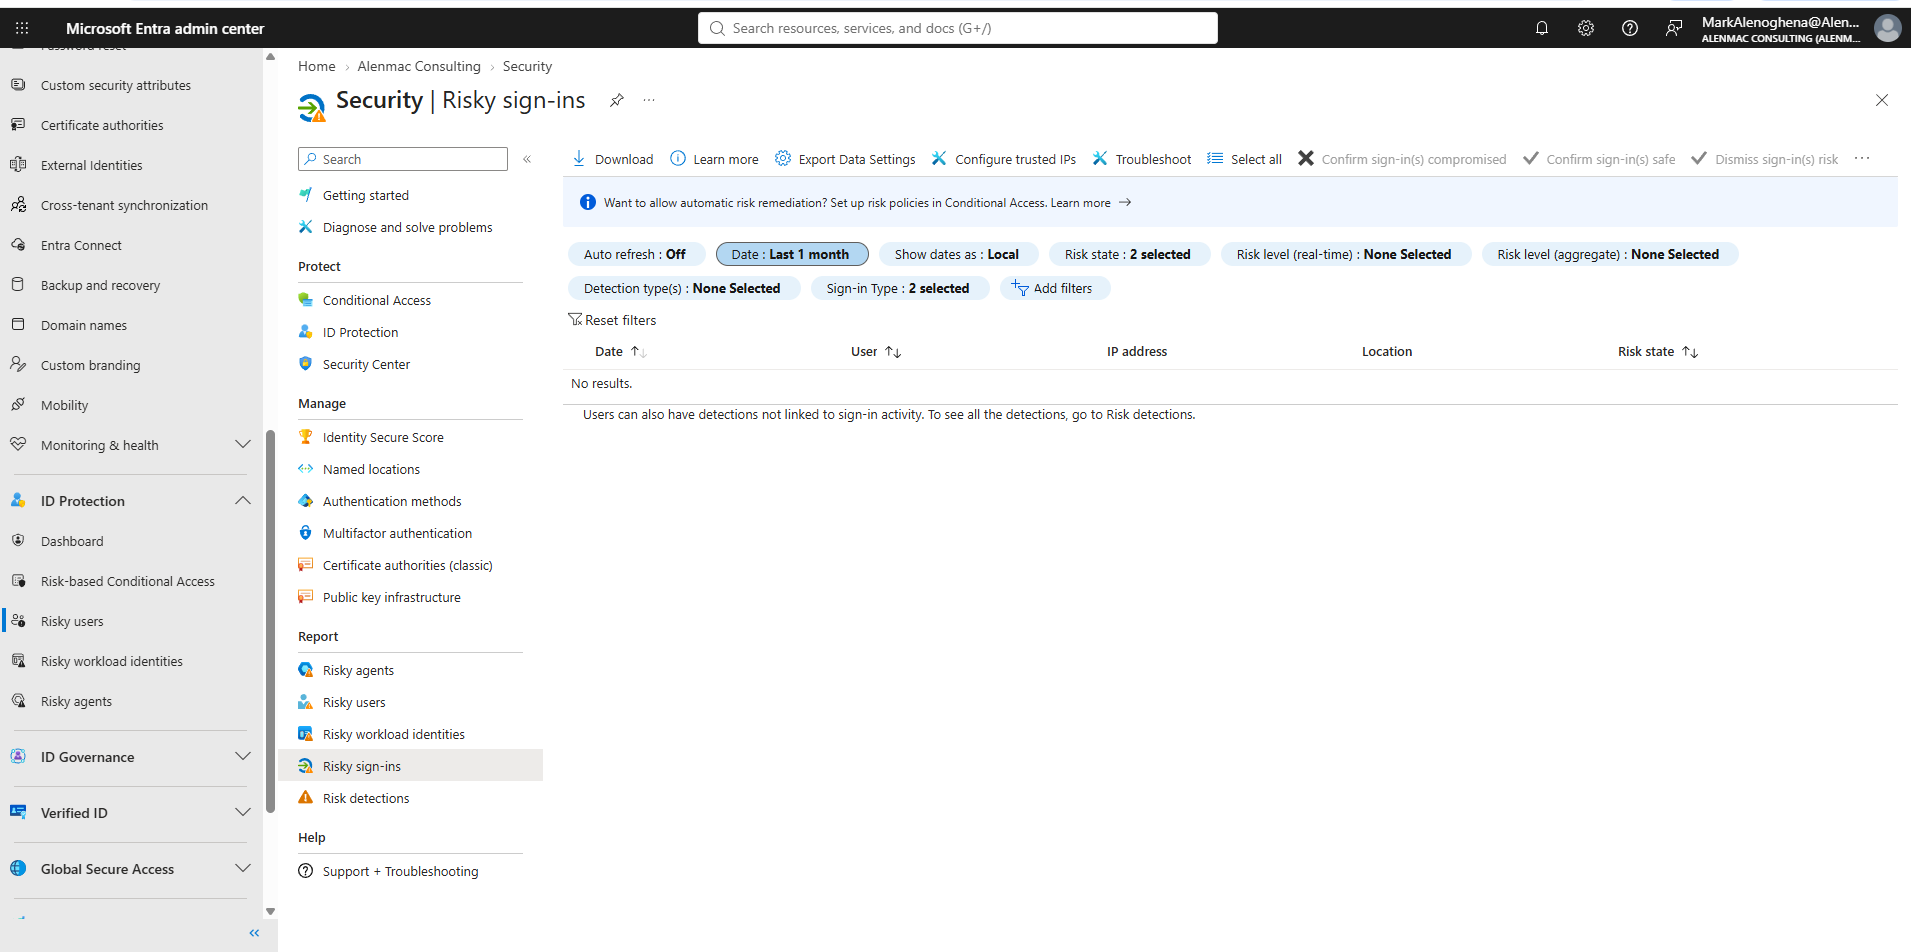 Microsoft Entra admin center
Search resources, services, and docs (G+/)
MarkAlenoghena@Alen...
ALENMAC CONSULTING (ALENM...
Password reset
Custom security attributes
Certificate authorities
External Identities
Cross-tenant synchronization
Entra Connect
Backup and recovery
Domain names
Custom branding
Mobility
Monitoring & health
ID Protection
Dashboard
Risk-based Conditional Access
Risky users
Risky workload identities
Risky agents
ID Governance
Verified ID
Global Secure Access
Home › Alenmac Consulting › Security
Security | Risky sign-ins
Search
Getting started
Diagnose and solve problems
Protect
Conditional Access
ID Protection
Security Center
Manage
Identity Secure Score
Named locations
Authentication methods
Multifactor authentication
Certificate authorities (classic)
Public key infrastructure
Report
Risky agents
Risky users
Risky workload identities
Risky sign-ins
Risk detections
Help
Support + Troubleshooting
Download Learn more Export Data Settings Configure trusted IPs Troubleshoot Select all Confirm sign-in(s) compromised Confirm sign-in(s) safe Dismiss sign-in(s) risk ...
Want to allow automatic risk remediation? Set up risk policies in Conditional Access. Learn more →
Auto refresh : Off Date : Last 1 month Show dates as : Local Risk state : 2 selected Risk level (real-time) : None Selected Risk level (aggregate) : None Selected
Detection type(s) : None Selected Sign-in Type : 2 selected Add filters
Reset filters
Date User IP address Location Risk state
No results.
Users can also have detections not linked to sign-in activity. To see all the detections, go to Risk detections.